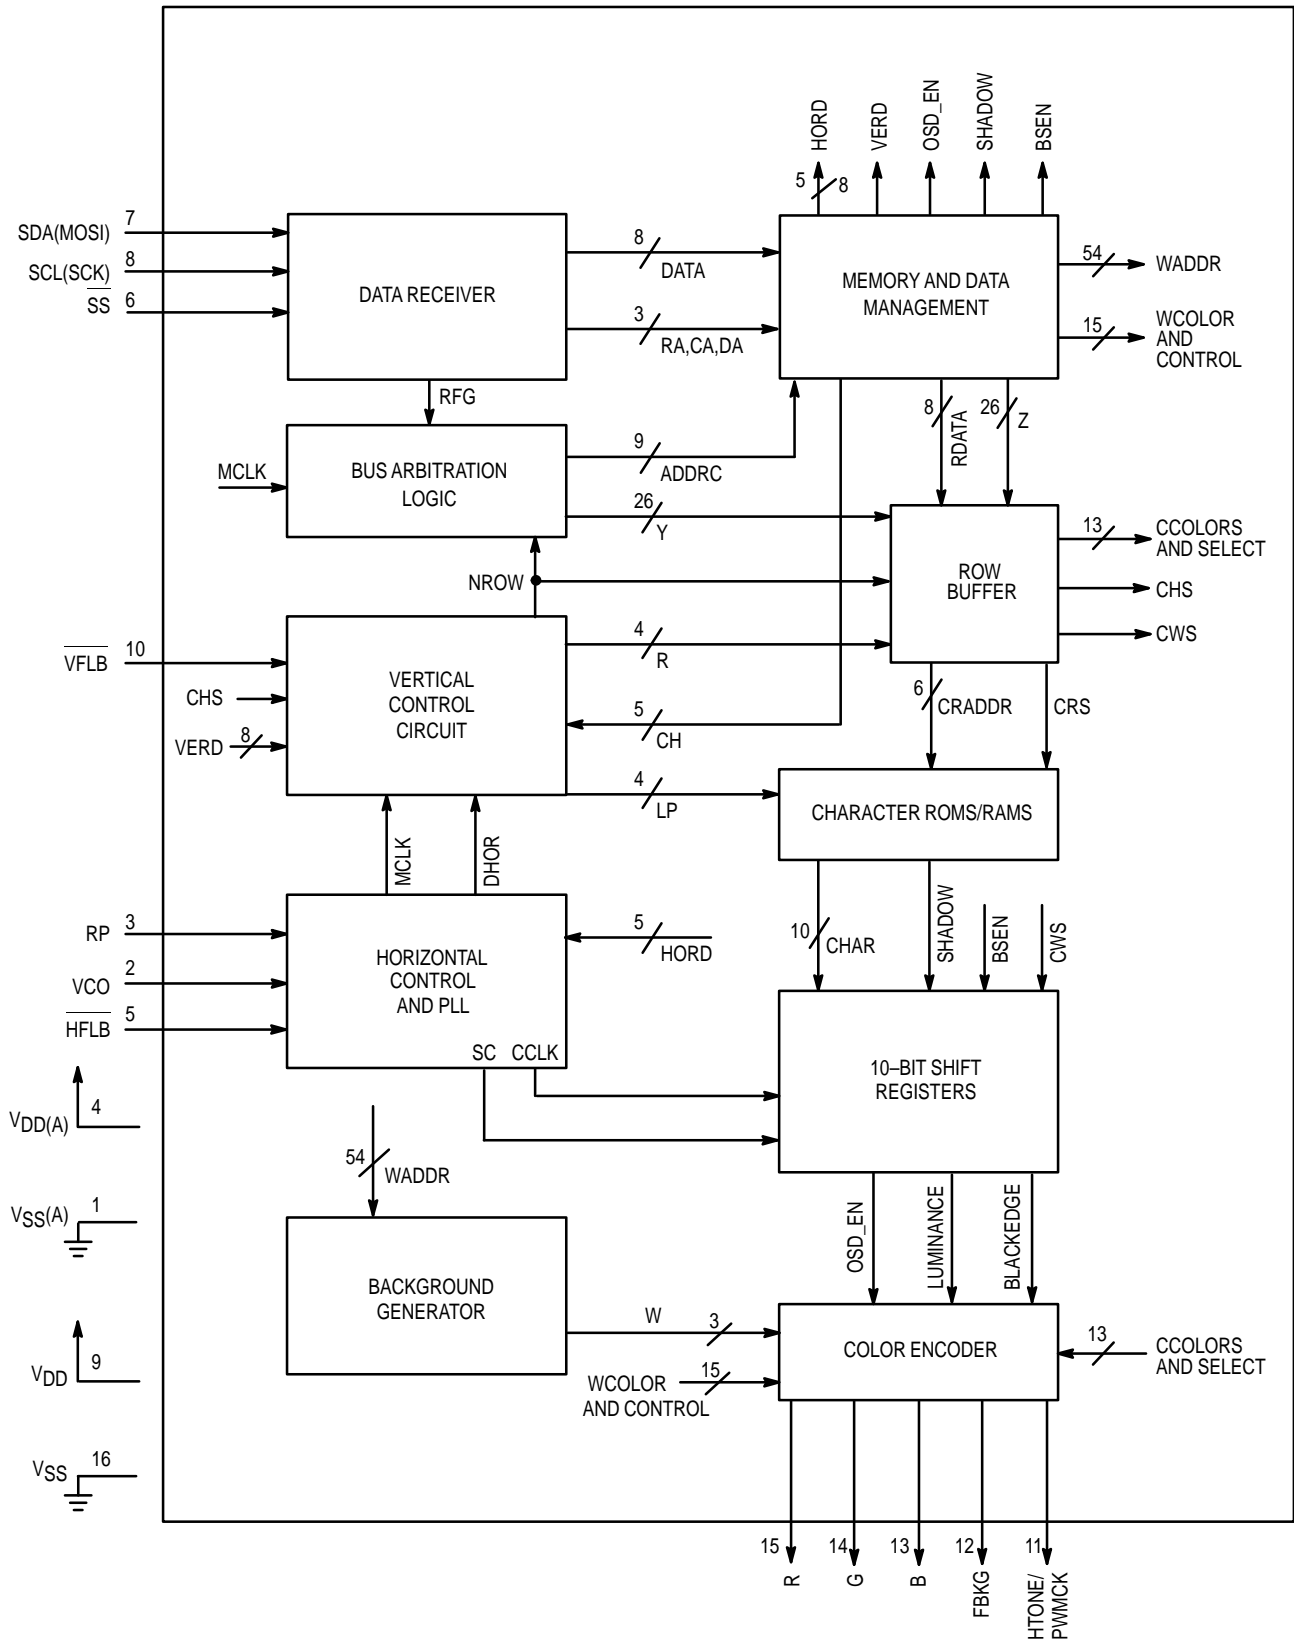 HORD
VERD
OSD_EN
SHADOW
BSEN
5
8
SDA(MOSI)
7
SCL(SCK)
8
SS
6
DATA RECEIVER
8
DATA
3
RA,CA,DA
MEMORY AND DATA
MANAGEMENT
54
WADDR
15
WCOLOR
AND
CONTROL
RFG
8
RDATA
26
Z
MCLK
BUS ARBITRATION
LOGIC
9
ADDRC
26
Y
NROW
ROW
BUFFER
13
CCOLORS
AND SELECT
CHS
CWS
VFLB
10
CHS
VERD
8
VERTICAL
CONTROL
CIRCUIT
4
R
5
CH
4
LP
6
CRADDR
CRS
CHARACTER ROMS/RAMS
MCLK
DHOR
RP
3
VCO
2
HFLB
5
HORIZONTAL
CONTROL
AND PLL
SC
CCLK
5
HORD
10
CHAR
SHADOW
BSEN
CWS
10–BIT SHIFT
REGISTERS
VDD(A)
4
54
WADDR
VSS(A)
1
BACKGROUND
GENERATOR
OSD_EN
LUMINANCE
BLACKEDGE
W
3
COLOR ENCODER
13
CCOLORS
AND SELECT
15
WCOLOR
AND CONTROL
VDD
9
VSS
16
15
14
13
12
11
R
G
B
FBKG
HTONE/
PWMCK